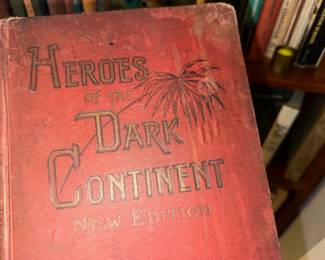 HEROES
OF THE
DARK
CONTINENT
NEW EDITION